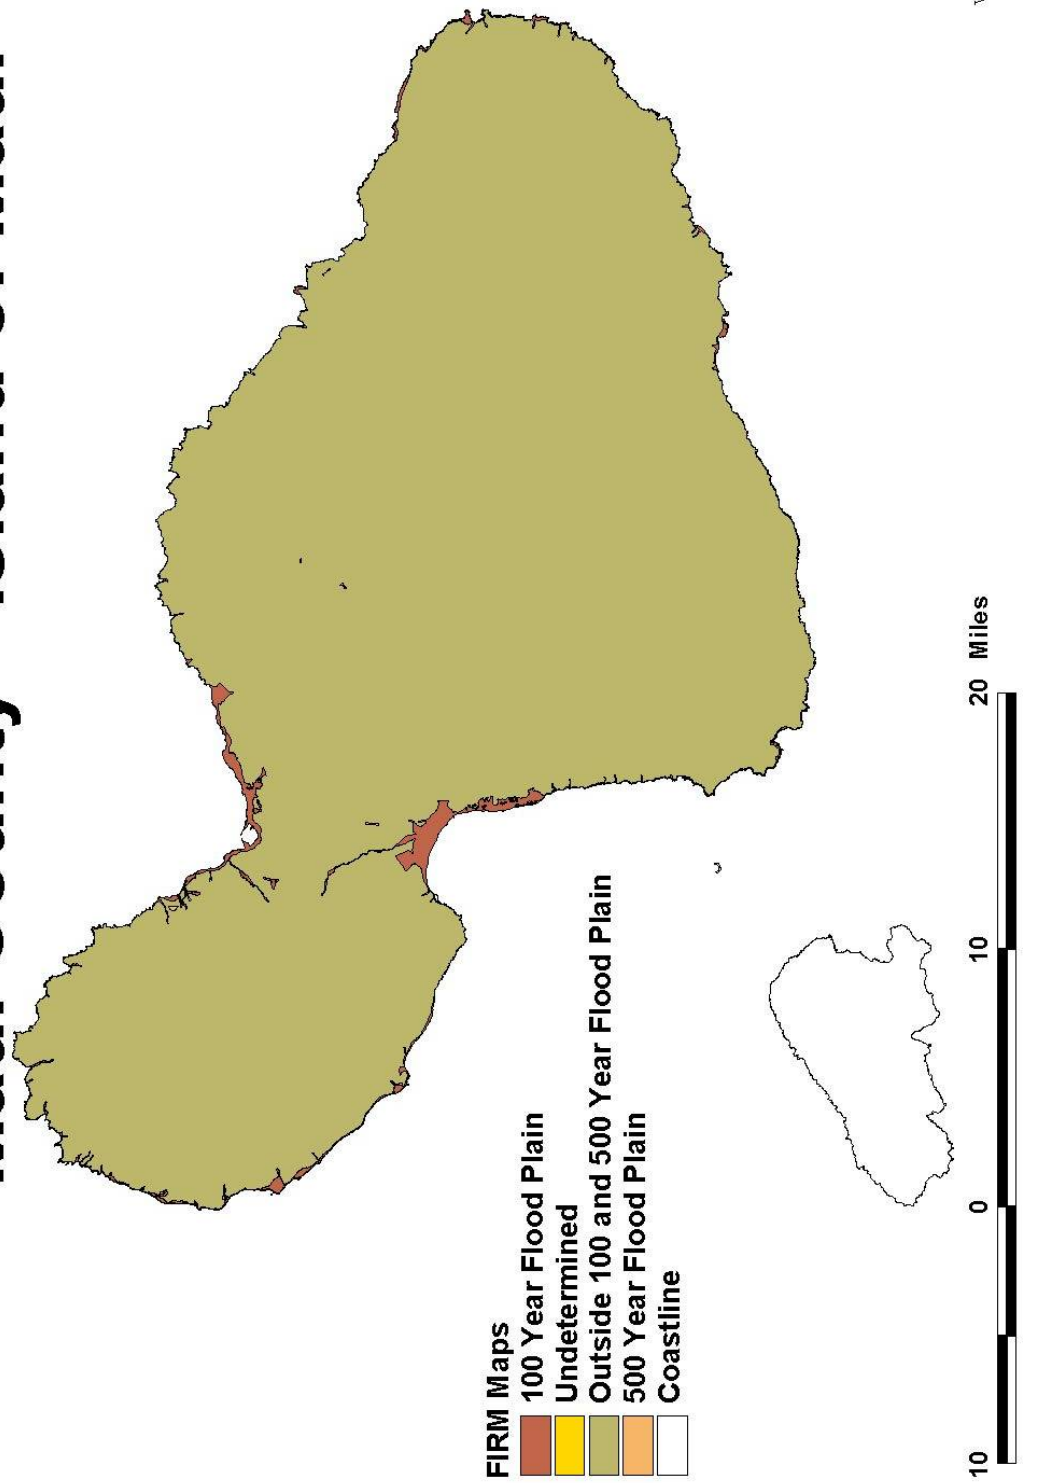 FIRM Maps
100 Year Flood Plain
Undetermined
Outside 100 and 500 Year Flood Plain
500 Year Flood Plain
Coastline
10 0 10 20 Miles